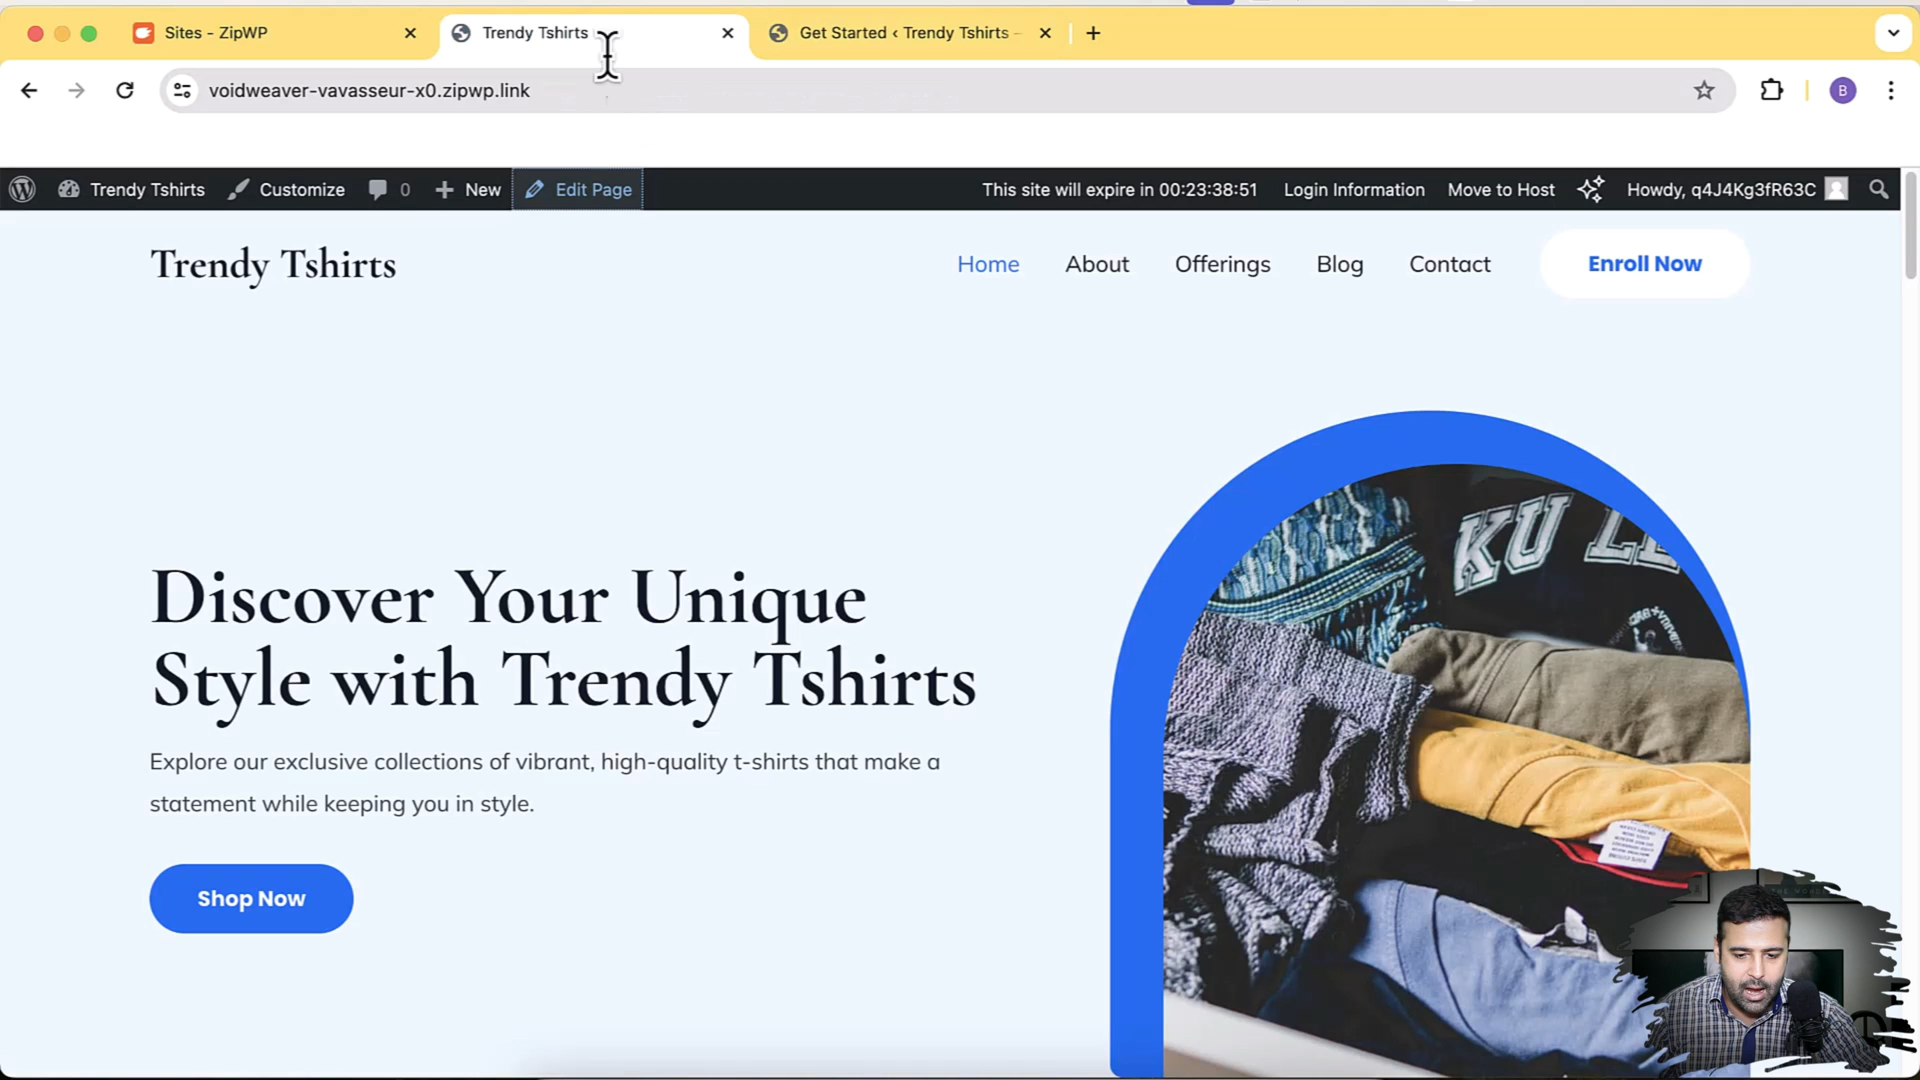 Sites - ZipWP
Trendy Tshirts
Get Started ‹ Trendy Tshirts -
voidweaver-vavasseur-x0.zipwp.link
B
Trendy Tshirts
Customize
0
New
Edit Page
This site will expire in 00:23:38:51
Login Information
Move to Host
Howdy, q4J4Kg3fR63C
Trendy Tshirts
Home
About
Offerings
Blog
Contact
Enroll Now
KU LE
Discover Your Unique
Style with Trendy Tshirts
Explore our exclusive collections of vibrant, high-quality t-shirts that make a
statement while keeping you in style.
Shop Now